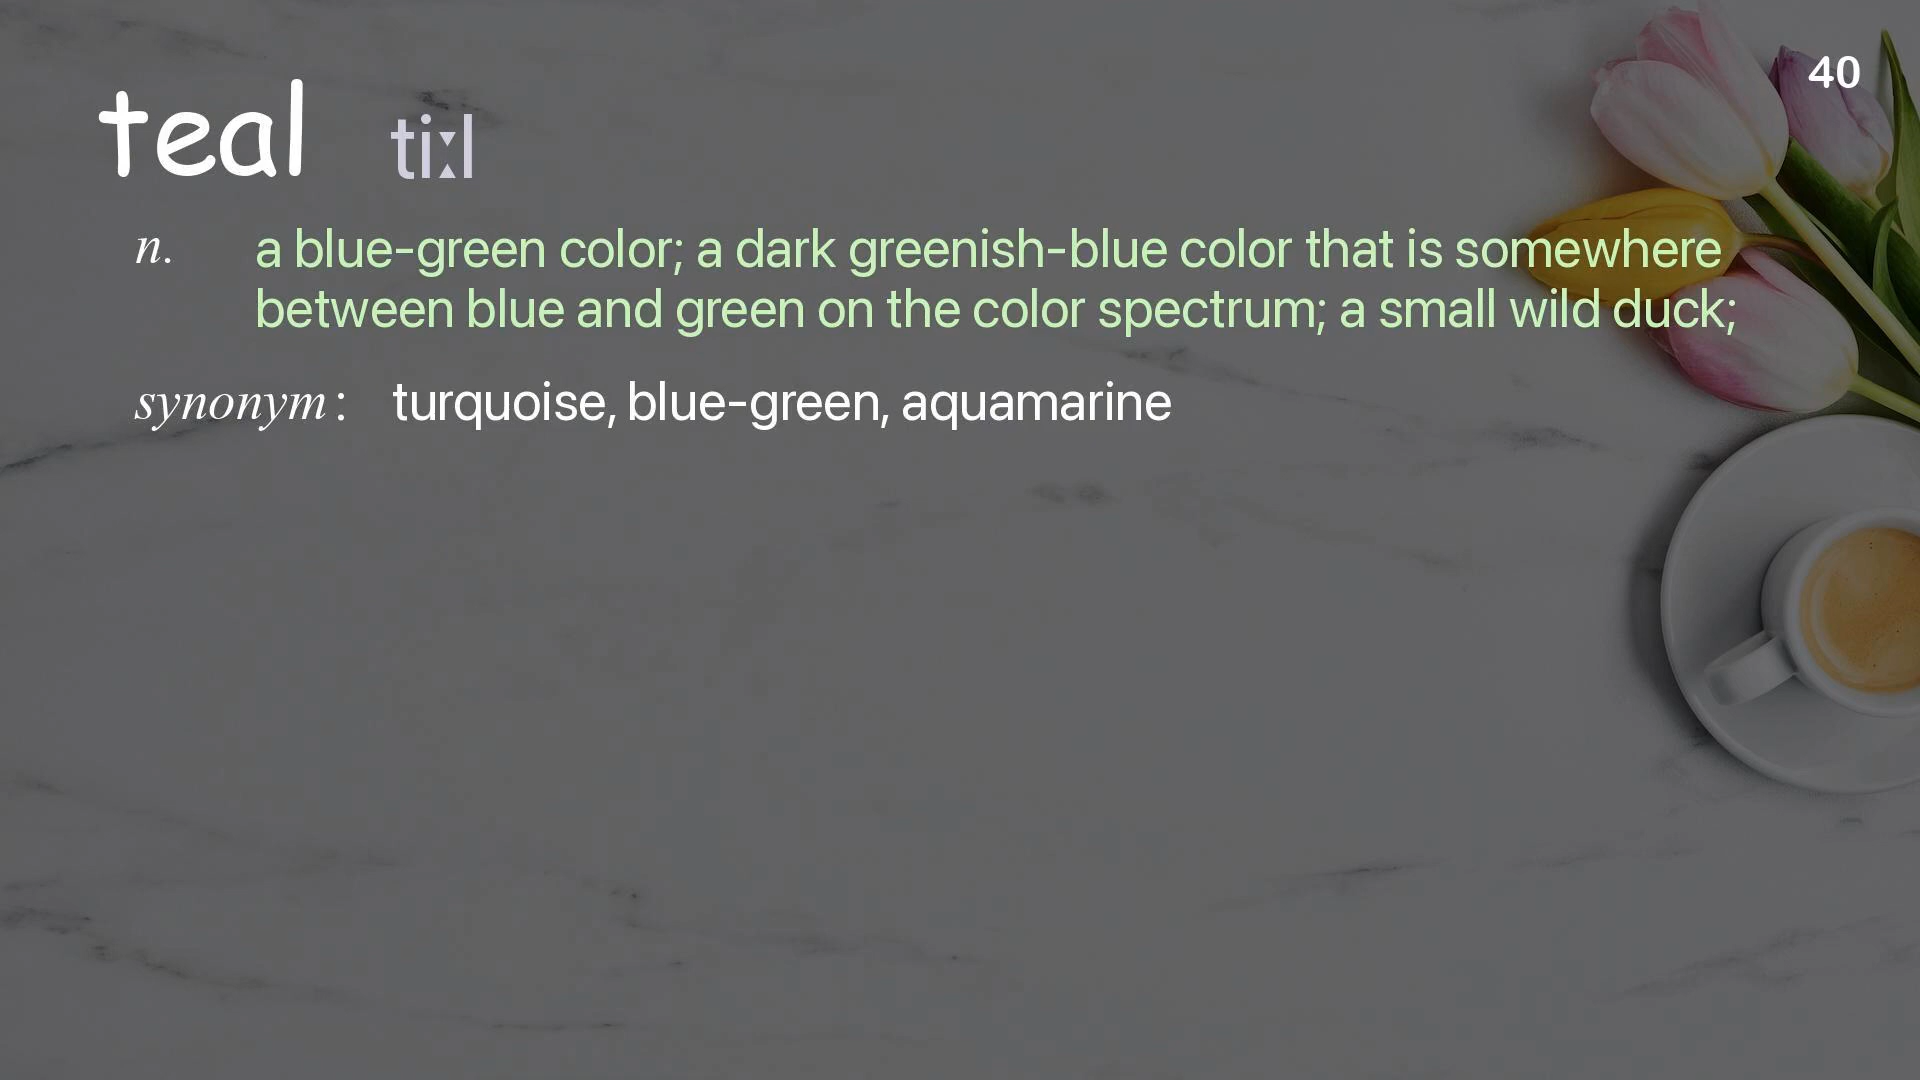 40
teal tiːl
n. a blue-green color; a dark greenish-blue color that is somewhere
between blue and green on the color spectrum; a small wild duck;
synonym: turquoise, blue-green, aquamarine